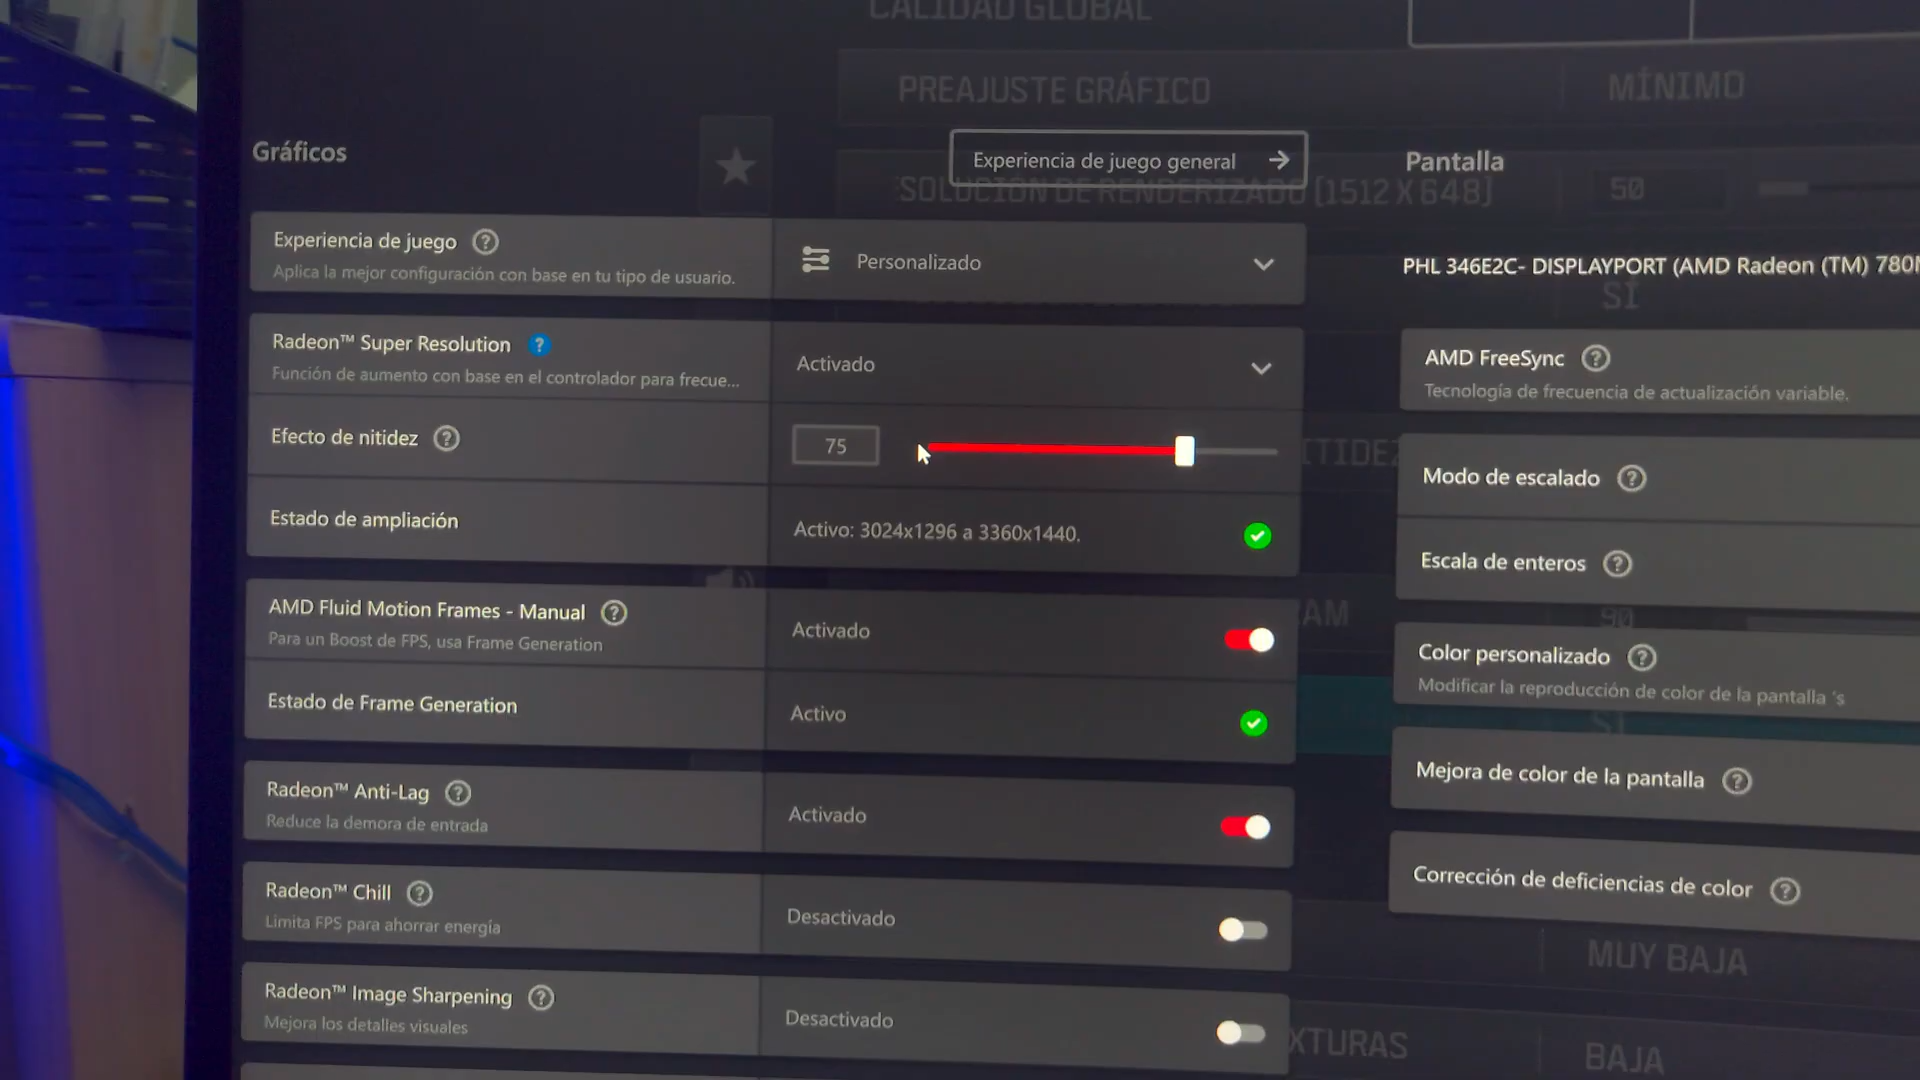 CALIDAD GLOBAL
PREAJUSTE GRÁFICO
MÍNIMO
Gráficos
Experiencia de juego general
Pantalla
SOLUCIÓN DE RENDERIZADO (1512 X 648)
50
Experiencia de juego
Aplica la mejor configuración con base en tu tipo de usuario.
Personalizado
PHL 346E2C- DISPLAYPORT (AMD Radeon (TM) 780M
SÍ
Radeon™ Super Resolution
Función de aumento con base en el controlador para frecue...
Activado
AMD FreeSync
Tecnología de frecuencia de actualización variable.
Efecto de nitidez
75
ITIDEZ
Modo de escalado
Estado de ampliación
Activo: 3024x1296 a 3360x1440.
Escala de enteros
AMD Fluid Motion Frames - Manual
Para un Boost de FPS, usa Frame Generation
Activado
RAM
90
Color personalizado
Modificar la reproducción de color de la pantalla 's
Estado de Frame Generation
Activo
SÍ
Mejora de color de la pantalla
Radeon™ Anti-Lag
Reduce la demora de entrada
Activado
Corrección de deficiencias de color
Radeon™ Chill
Limita FPS para ahorrar energía
Desactivado
MUY BAJA
Radeon™ Image Sharpening
Mejora los detalles visuales
Desactivado
XTURAS
BAJA